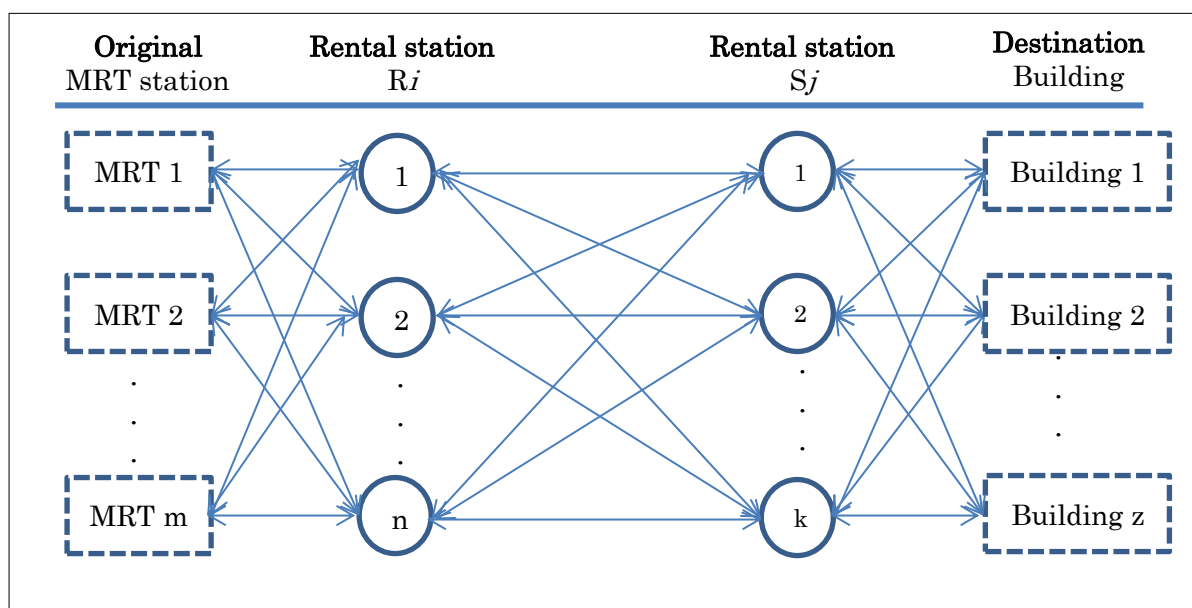 Original Rental station Rental station Destination
MRT station Ri Sj Building
MRT 1 1 1 Building 1
MRT 2 2 2 Building 2
. . . .
. . . .
. . . .
MRT m n k Building z